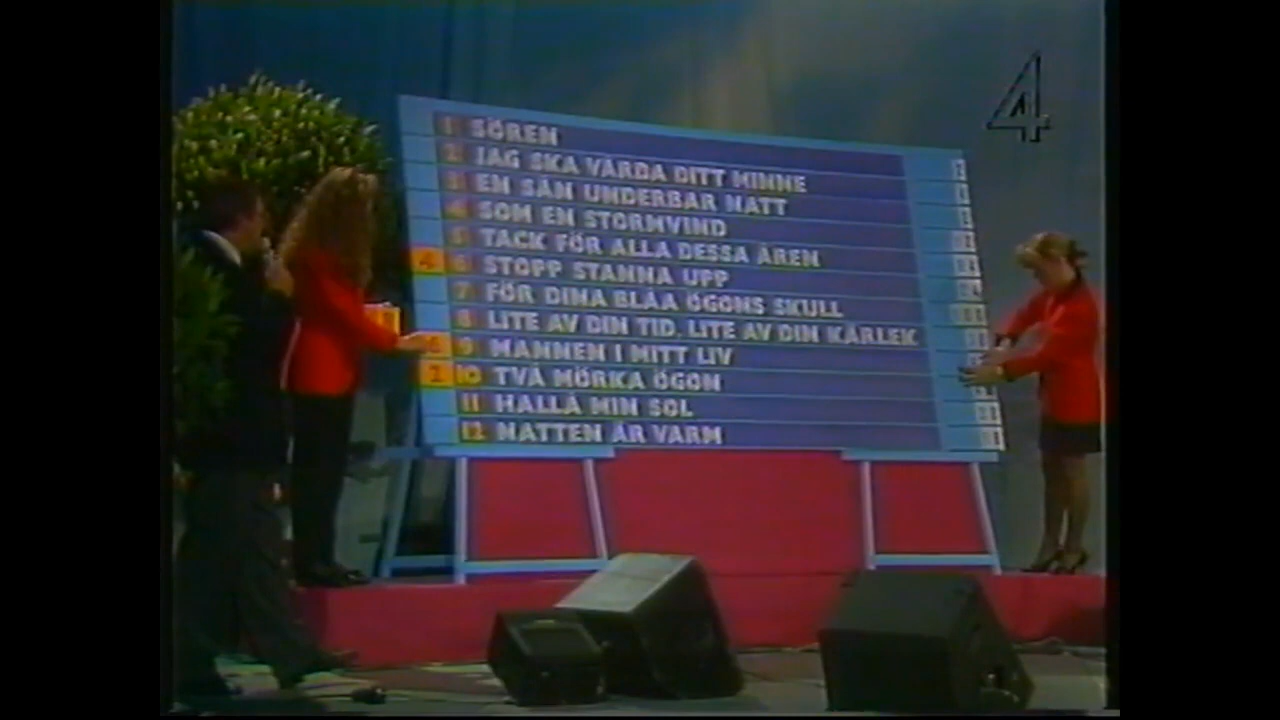 4
1 SÖREN
2 JAG SKA VÅRDA DITT MINNE
3 EN SÅN UNDERBAR NATT
4 SOM EN STORMVIND
5 TACK FÖR ALLA DESSA ÅREN
4 6 STOPP STANNA UPP
7 FÖR DINA BLÅA ÖGONS SKULL
8 LITE AV DIN TID, LITE AV DIN KÄRLEK
9 MANNEN I MITT LIV
2 10 TVÅ MÖRKA ÖGON
11 HALLÅ MIN SOL
12 NATTEN ÄR VARM